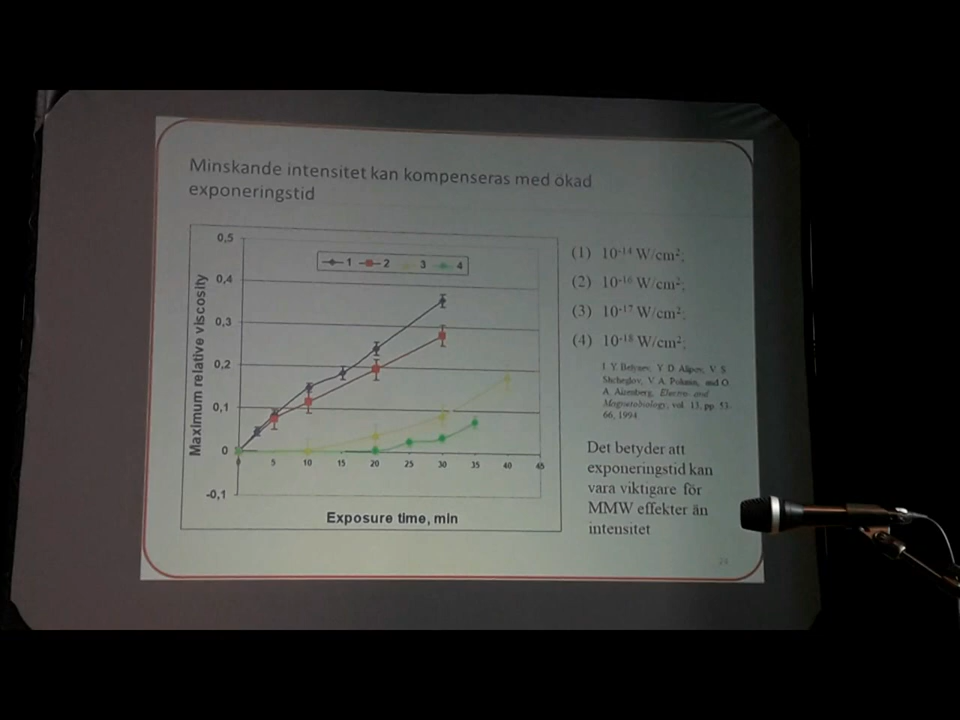 Minskande intensitet kan kompenseras med ökad
exponeringstid
0,5
0,4
0,3
0,2
0,1
0
-0,1
Maximum relative viscosity
1 2 3 4
0 5 10 15 20 25 30 35 40 45
Exposure time, min
(1) 10⁻¹⁴ W/cm²;
(2) 10⁻¹⁶ W/cm²;
(3) 10⁻¹⁷ W/cm²;
(4) 10⁻¹⁸ W/cm²;
I. Y. Belyaev, Y. D. Alipov, V. S.
Shcheglov, V. A. Polunin, and O.
A. Aizenberg, Electro- and
Magnetobiology, vol. 13, pp. 53-
66, 1994
Det betyder att
exponeringstid kan
vara viktigare för
MMW effekter än
intensitet